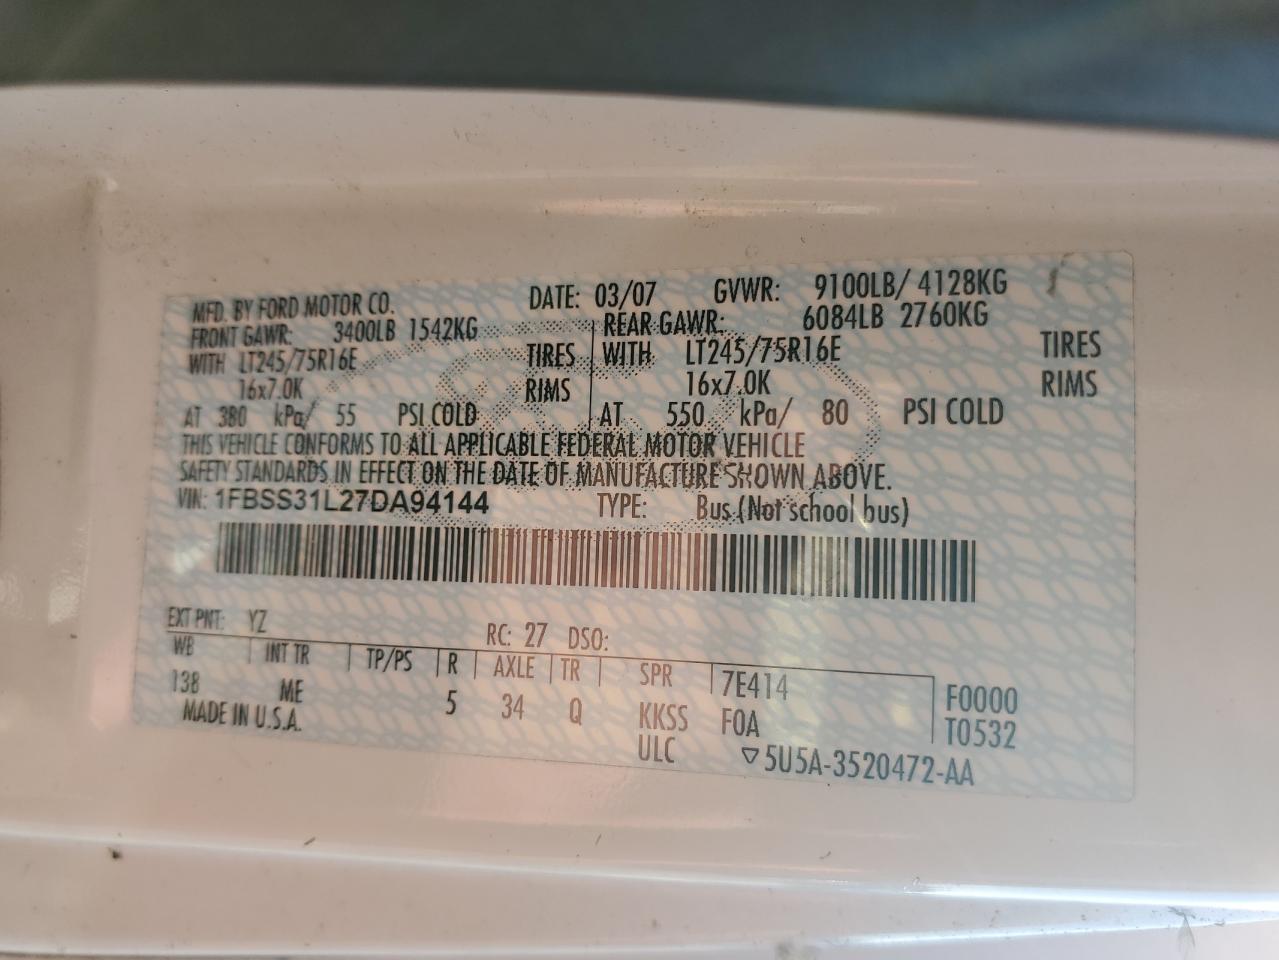 MFD. BY FORD MOTOR CO. DATE: 03/07 GVWR: 9100LB/ 4128KG
FRONT GAWR: 3400LB 1542KG REAR GAWR: 6084LB 2760KG
WITH LT245/75R16E TIRES WITH LT245/75R16E TIRES
16x7.0K RIMS 16x7.0K RIMS
AT 380 kPa/ 55 PSI COLD AT 550 kPa/ 80 PSI COLD
THIS VEHICLE CONFORMS TO ALL APPLICABLE FEDERAL MOTOR VEHICLE
SAFETY STANDARDS IN EFFECT ON THE DATE OF MANUFACTURE SHOWN ABOVE.
VIN: 1FBSS31L27DA94144 TYPE: Bus (Not school bus)
EXT PNT: YZ RC: 27 DSO:
WB INT TR TP/PS R AXLE TR SPR 7E414 F0000
138 ME 5 34 Q KKSS F0A T0532
MADE IN U.S.A. ULC ▽5U5A-3520472-AA